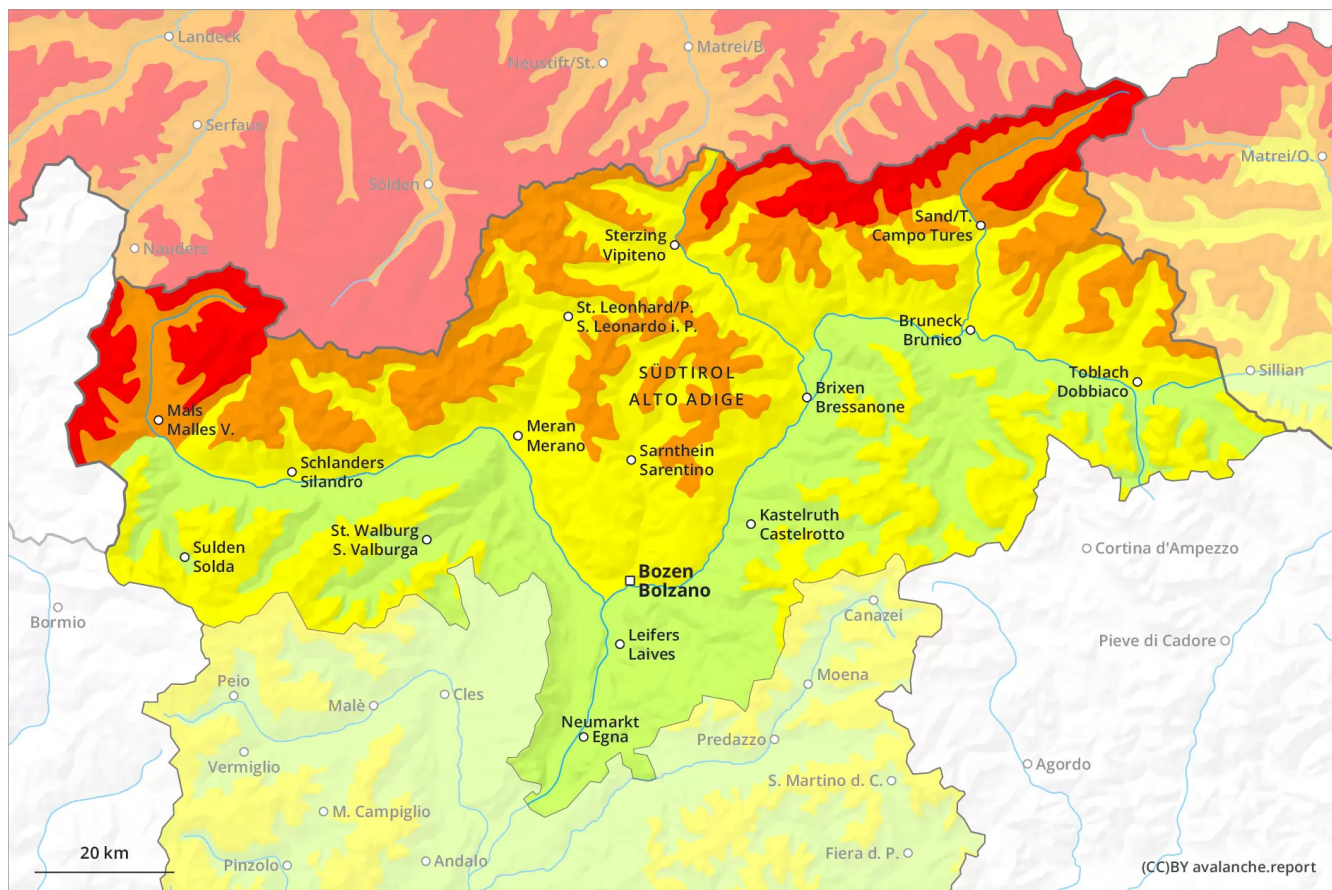 Landeck
Matrei/B
Neustift/St.
Serfaus
Matrei/O.
Sölden
Sand/T.
Campo Tures
Nauders
Sterzing
Vipiteno
St. Leonhard/P.
S. Leonardo i. P.
Bruneck
Brunico
SÜDTIROL
ALTO ADIGE
Toblach
Dobbiaco
Sillian
Brixen
Bressanone
Mals
Malles V.
Meran
Merano
Sarnthein
Sarentino
Schlanders
Silandro
Kastelruth
Castelrotto
St. Walburg
S. Valburga
Sulden
Solda
Cortina d'Ampezzo
Bozen
Bolzano
Bormio
Canazei
Leifers
Laives
Pieve di Cadore
Moena
Peio
Cles
Malè
Neumarkt
Egna
Predazzo
Vermiglio
Agordo
S. Martino d. C.
M. Campiglio
20 km
Pinzolo
Andalo
Fiera d. P.
(CC)BY avalanche.report